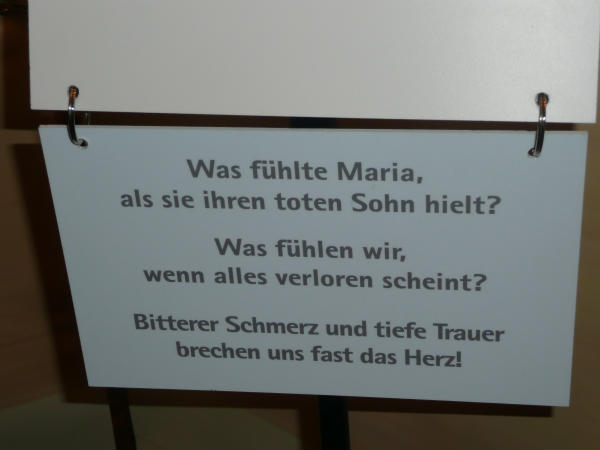 Was fühlte Maria,
als sie ihren toten Sohn hielt?
Was fühlen wir,
wenn alles verloren scheint?
Bitterer Schmerz und tiefe Trauer
brechen uns fast das Herz!